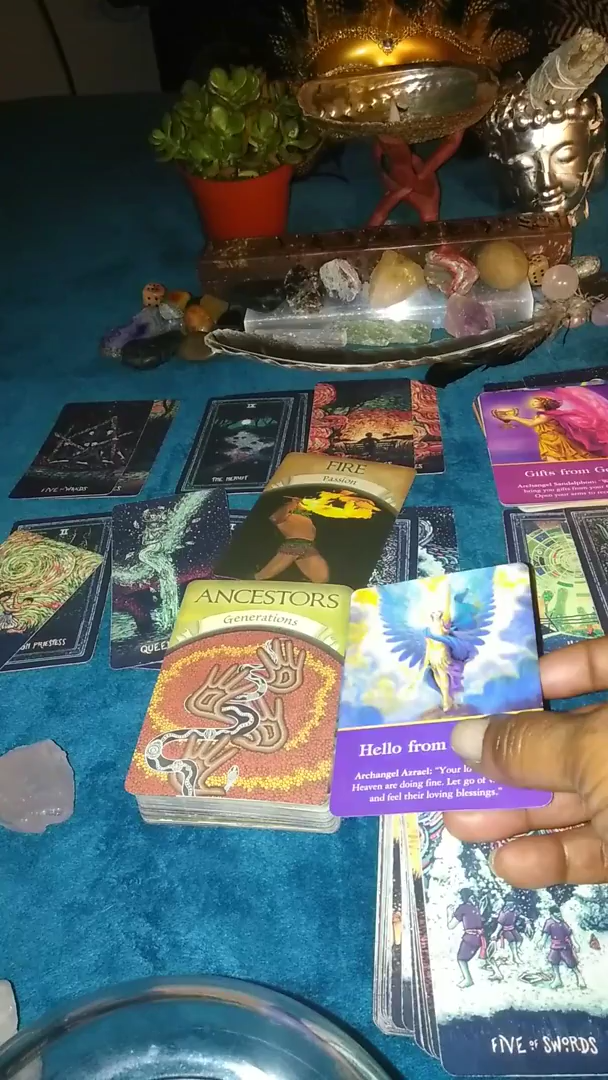 FIVE of WANDS
IX
THE HERMIT
Gifts from G
Archangel Sandalphon:
bring you gifts from your
Open your arms to
FIRE
Passion
II
PRIESTESS
QUEE
ANCESTORS
Generations
Hello from
Archangel Azrael: "Your lo
Heaven are doing fine. Let go of
and feel their loving blessings."
FIVE OF SWORDS